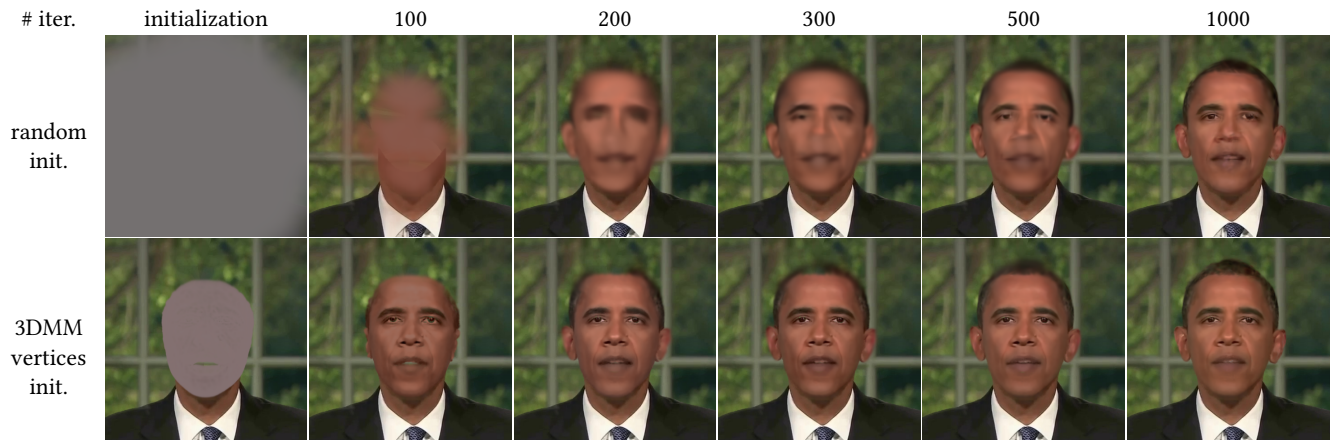 # iter. initialization 100 200 300 500 1000
random
init.
3DMM
vertices
init.